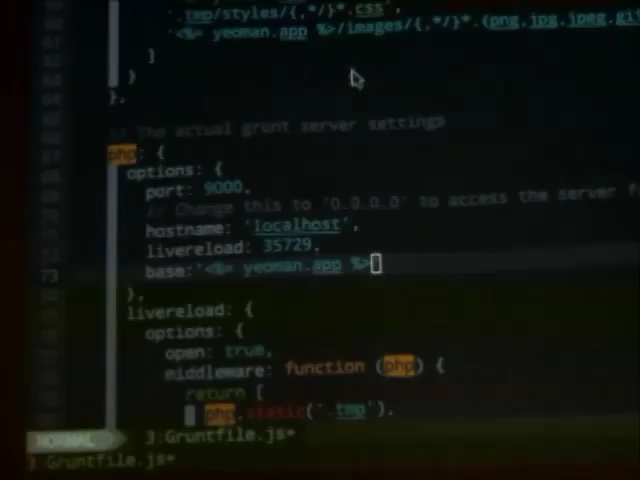 '.tmp/styles/{,*/}*.css',
'<%= yeoman.app %>/images/{,*/}*.{png,jpg,jpeg,gif
]
}
},
// The actual grunt server settings
php: {
options: {
port: 9000,
// Change this to '0.0.0.0' to access the server f
hostname: 'localhost',
livereload: 35729,
73 base:'<%= yeoman.app %>'
},
livereload: {
options: {
open: true,
middleware: function (php) {
return [
php.static('.tmp'),
NORMAL 3:Gruntfile.js+
3 Gruntfile.js+